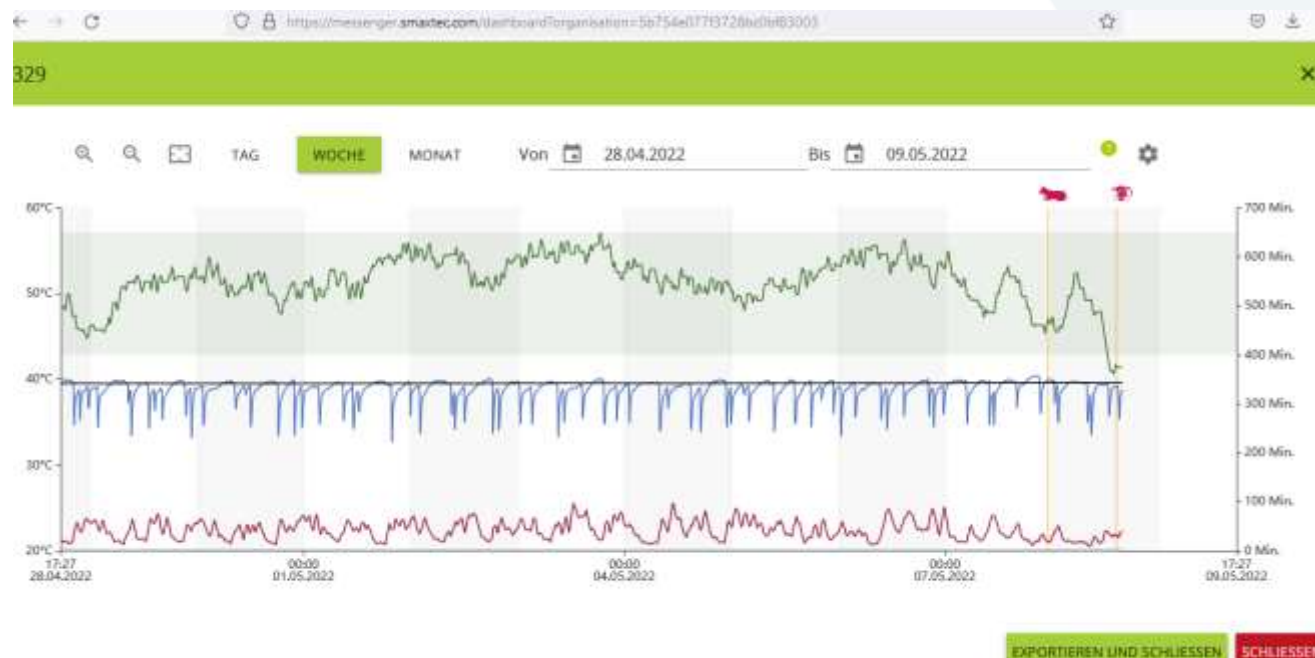 https://messenger.smaxtec.com/dashboard?organisation=
329
TAG WOCHE MONAT Von 28.04.2022 Bis 09.05.2022
60°C 700 Min.
600 Min.
50°C 500 Min.
400 Min.
40°C
300 Min.
30°C 200 Min.
100 Min.
20°C 0 Min.
17:27 00:00 00:00 00:00 17:27
28.04.2022 01.05.2022 04.05.2022 07.05.2022 09.05.2022
EXPORTIEREN UND SCHLIESSEN SCHLIESSEN